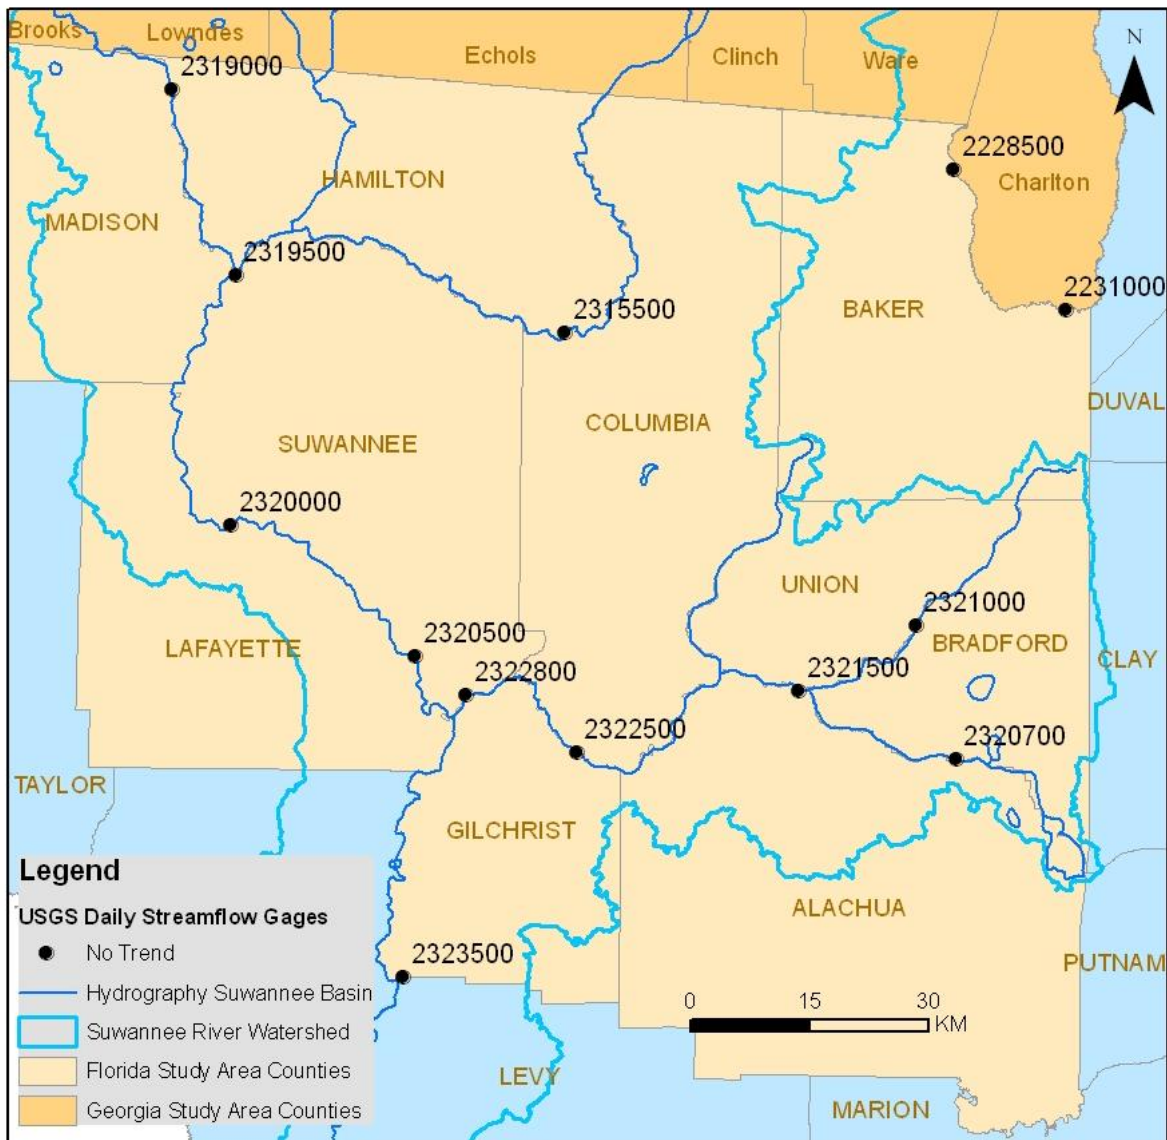 Brooks
Lowndes
Echols
Clinch
Ware
N
2319000
2228500
HAMILTON
Charlton
MADISON
2319500
2315500
2231000
BAKER
DUVAL
COLUMBIA
SUWANNEE
2320000
UNION
2321000
BRADFORD
2320500
LAFAYETTE
CLAY
2322800
2321500
2322500
2320700
TAYLOR
GILCHRIST
ALACHUA
2323500
PUTNAM
0 15 30
KM
LEVY
MARION
Legend
USGS Daily Streamflow Gages
No Trend
Hydrography Suwannee Basin
Suwannee River Watershed
Florida Study Area Counties
Georgia Study Area Counties